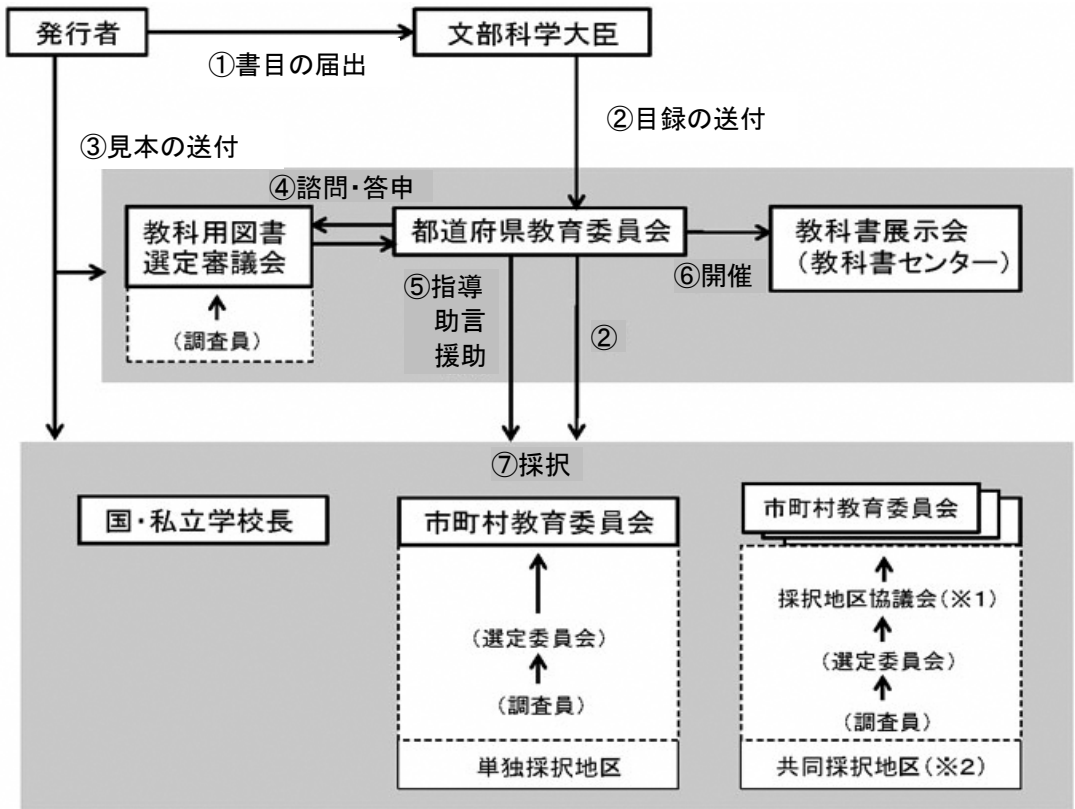 発行者
文部科学大臣
①書目の届出
②目録の送付
③見本の送付
④諮問・答申
教科用図書
選定審議会
(調査員)
都道府県教育委員会
教科書展示会
(教科書センター)
⑤指導
助言
援助
②
⑥開催
⑦採択
国・私立学校長
市町村教育委員会
(選定委員会)
(調査員)
単独採択地区
市町村教育委員会
採択地区協議会(※1)
(選定委員会)
(調査員)
共同採択地区(※2)